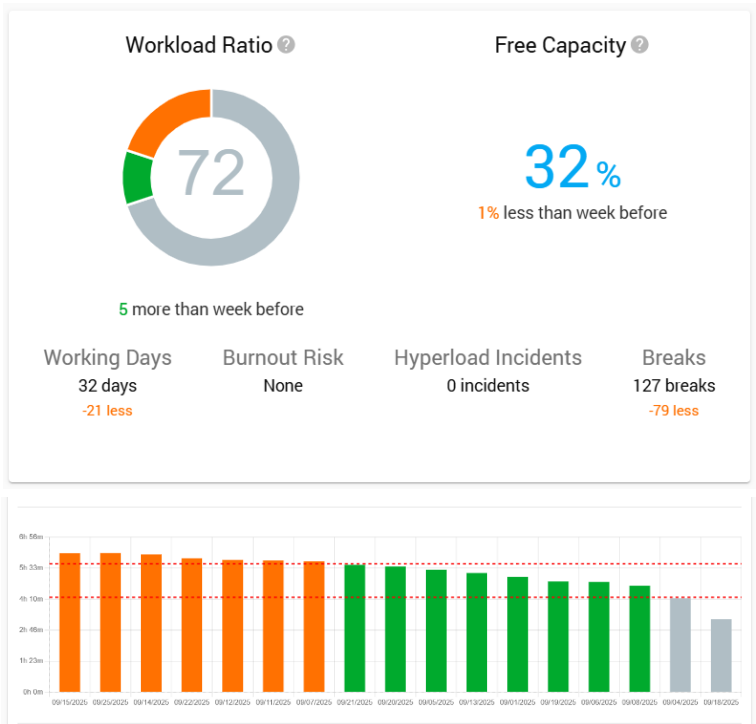 Workload Ratio ?
Free Capacity ?
72
32 %
1% less than week before
5 more than week before
Working Days
Burnout Risk
Hyperload Incidents
Breaks
32 days
None
0 incidents
127 breaks
-21 less
-79 less
6h 56m
5h 33m
4h 10m
2h 46m
1h 23m
0h 0m
09/15/2025 09/25/2025 09/14/2025 09/22/2025 09/12/2025 09/11/2025 09/07/2025 09/21/2025 09/20/2025 09/05/2025 09/13/2025 09/01/2025 09/19/2025 09/06/2025 09/08/2025 09/04/2025 09/18/2025